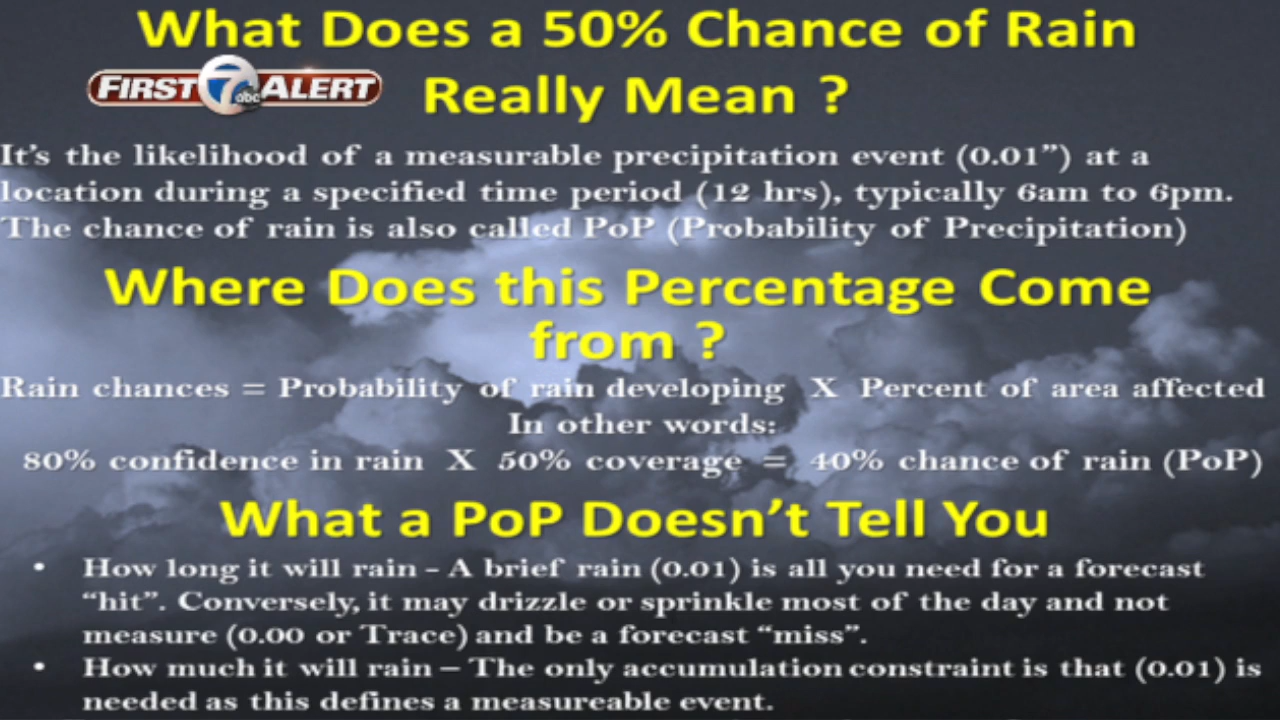 What Does a 50% Chance of Rain
FIRST 7 abc ALERT
Really Mean ?
It's the likelihood of a measurable precipitation event (0.01”) at a
location during a specified time period (12 hrs), typically 6am to 6pm.
The chance of rain is also called PoP (Probability of Precipitation)
Where Does this Percentage Come
from ?
Rain chances = Probability of rain developing X Percent of area affected
In other words:
80% confidence in rain X 50% coverage = 40% chance of rain (PoP)
What a PoP Doesn't Tell You
• How long it will rain - A brief rain (0.01) is all you need for a forecast
“hit”. Conversely, it may drizzle or sprinkle most of the day and not
measure (0.00 or Trace) and be a forecast “miss”.
• How much it will rain – The only accumulation constraint is that (0.01) is
needed as this defines a measureable event.